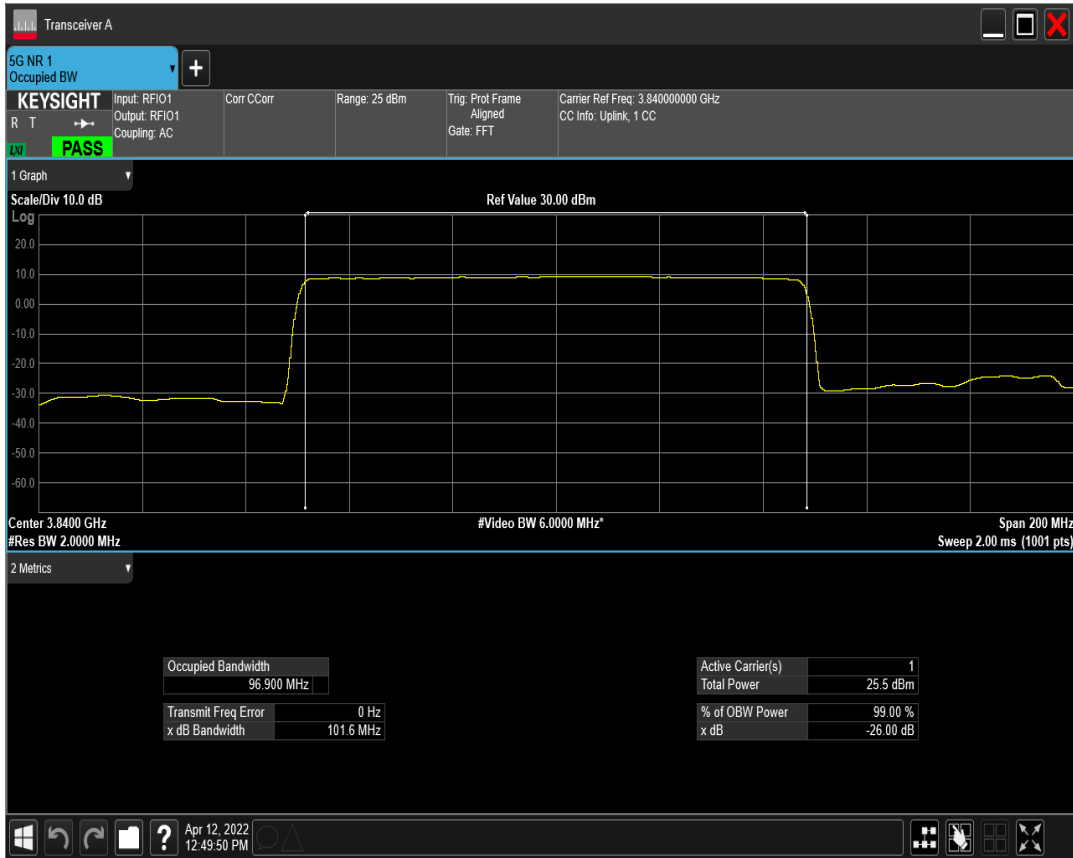 Transceiver A
5G NR 1
Occupied BW
+
KEYSIGHT
R T
LXI
PASS
Input: RFIO1
Output: RFIO1
Coupling: AC
Corr CCorr
Range: 25 dBm
Trig: Prot Frame
Aligned
Gate: FFT
Carrier Ref Freq: 3.840000000 GHz
CC Info: Uplink, 1 CC
1 Graph
Scale/Div 10.0 dB
Ref Value 30.00 dBm
Log
20.0
10.0
0.00
-10.0
-20.0
-30.0
-40.0
-50.0
-60.0
Center 3.8400 GHz
#Video BW 6.0000 MHz*
Span 200 MHz
#Res BW 2.0000 MHz
Sweep 2.00 ms (1001 pts)
2 Metrics
Occupied Bandwidth
96.900 MHz
Transmit Freq Error 0 Hz
x dB Bandwidth 101.6 MHz
Active Carrier(s) 1
Total Power 25.5 dBm
% of OBW Power 99.00 %
x dB -26.00 dB
?
Apr 12, 2022
12:49:50 PM